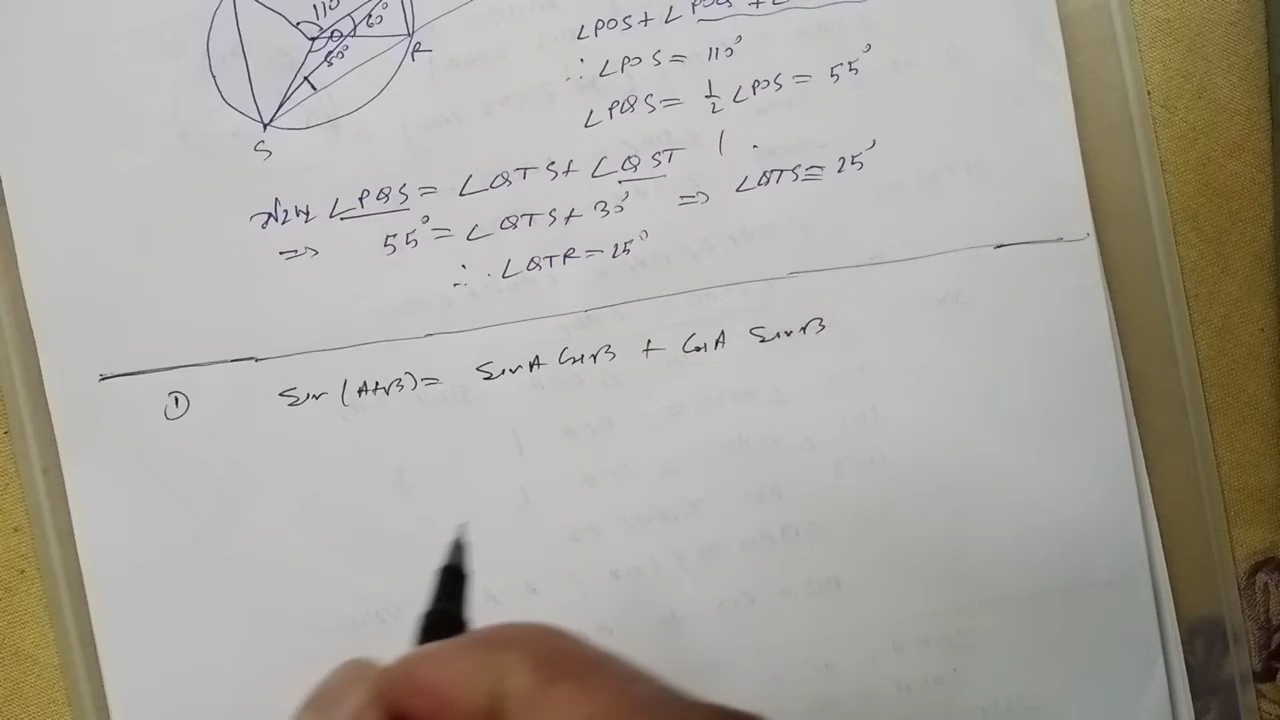 110°
O
60°
50°
R
S
∠POS + ∠POQ +
∴ ∠POS = 110°
∠PQS = 1/2 ∠POS = 55°
∠PQS = ∠QTS + ∠QST
⇒ 55° = ∠QTS + 30° ⇒ ∠QTS = 25°
∴ ∠QTR = 25°
① Sin (A+B) = SinA CosB + CosA SinB